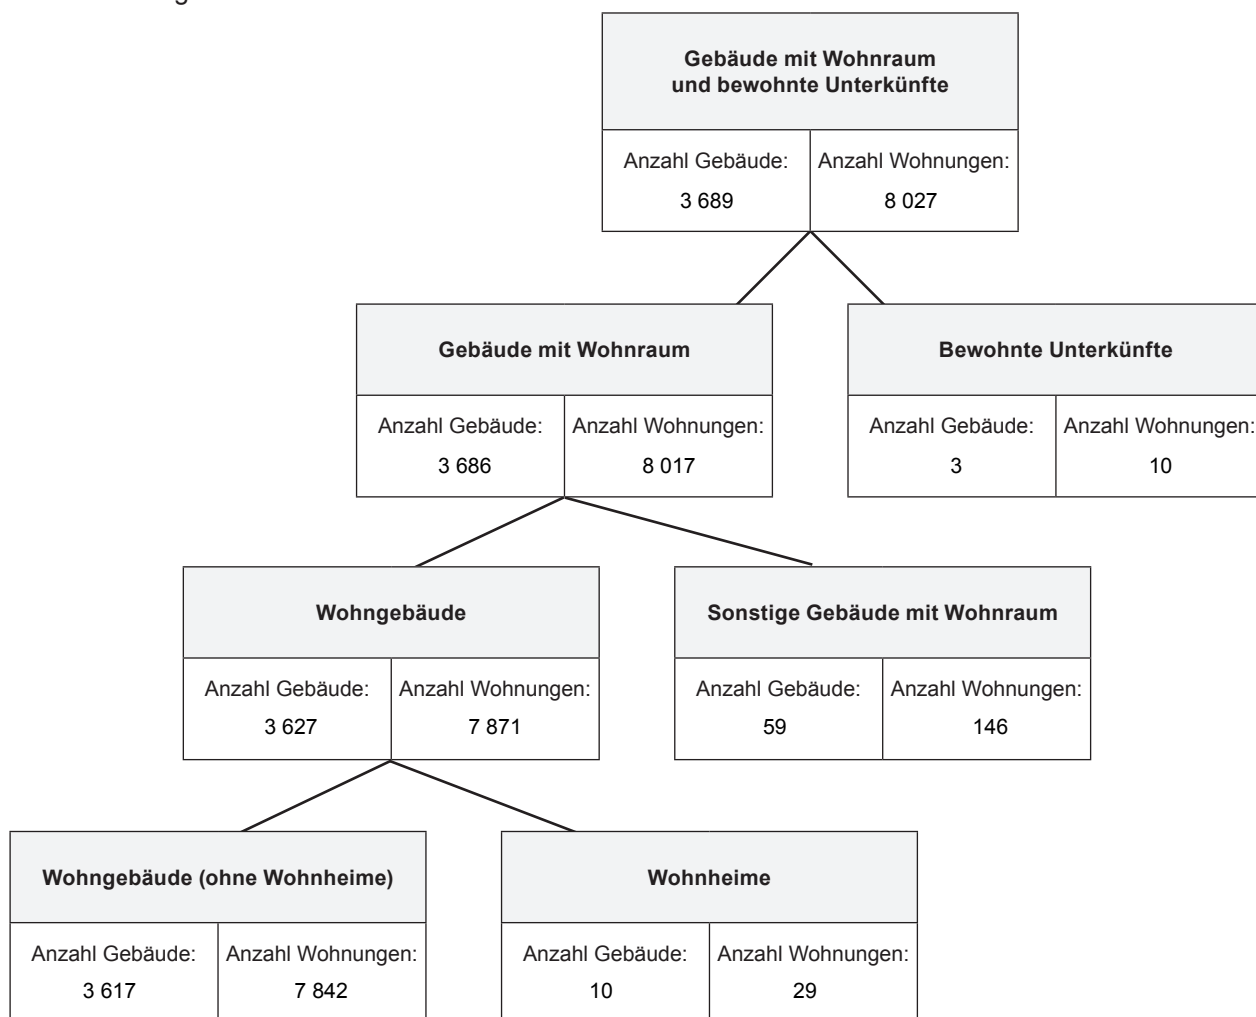 Gebäude mit Wohnraum
und bewohnte Unterkünfte
Anzahl Gebäude: Anzahl Wohnungen:
3 689 8 027
Gebäude mit Wohnraum Bewohnte Unterkünfte
Anzahl Gebäude: Anzahl Wohnungen: Anzahl Gebäude: Anzahl Wohnungen:
3 686 8 017 3 10
Wohngebäude Sonstige Gebäude mit Wohnraum
Anzahl Gebäude: Anzahl Wohnungen: Anzahl Gebäude: Anzahl Wohnungen:
3 627 7 871 59 146
Wohngebäude (ohne Wohnheime) Wohnheime
Anzahl Gebäude: Anzahl Wohnungen: Anzahl Gebäude: Anzahl Wohnungen:
3 617 7 842 10 29